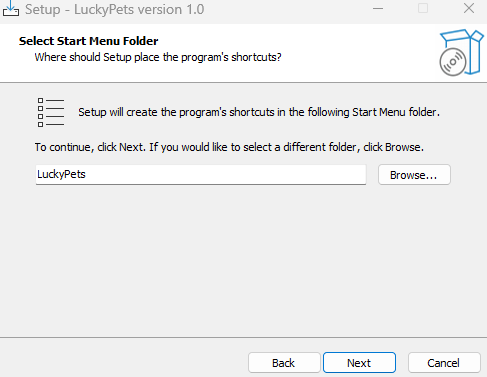 Setup - LuckyPets version 1.0
Select Start Menu Folder
Where should Setup place the program's shortcuts?
Setup will create the program's shortcuts in the following Start Menu folder.
To continue, click Next. If you would like to select a different folder, click Browse.
LuckyPets
Browse...
Back
Next
Cancel